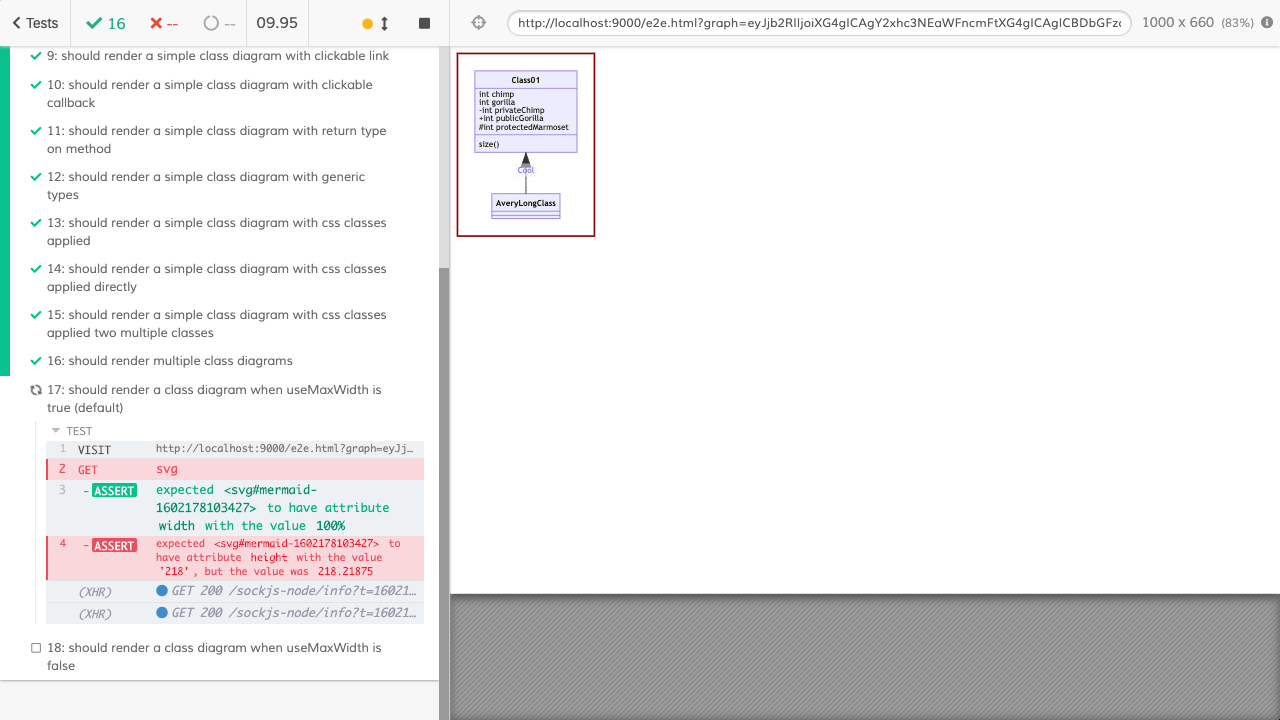 Tests
16
--
--
09.95
http://localhost:9000/e2e.html?graph=eyJjb2RlIjoiXG4gICAgY2xhc3NEaWFncmFtXG4gICAgICBDbGFzc
1000 x 660 (83%)
9: should render a simple class diagram with clickable link
10: should render a simple class diagram with clickable
callback
11: should render a simple class diagram with return type
on method
12: should render a simple class diagram with generic
types
13: should render a simple class diagram with css classes
applied
14: should render a simple class diagram with css classes
applied directly
15: should render a simple class diagram with css classes
applied two multiple classes
16: should render multiple class diagrams
17: should render a class diagram when useMaxWidth is
true (default)
TEST
1 VISIT http://localhost:9000/e2e.html?graph=eyJj…
2 GET svg
3 -ASSERT expected <svg#mermaid-
1602178103427> to have attribute
width with the value 100%
4 -ASSERT expected <svg#mermaid-1602178103427> to
have attribute height with the value
'218', but the value was 218.21875
(XHR) GET 200 /sockjs-node/info?t=16021…
(XHR) GET 200 /sockjs-node/info?t=16021…
18: should render a class diagram when useMaxWidth is
false
Class01
int chimp
int gorilla
-int privateChimp
+int publicGorilla
#int protectedMarmoset
size()
Cool
AveryLongClass